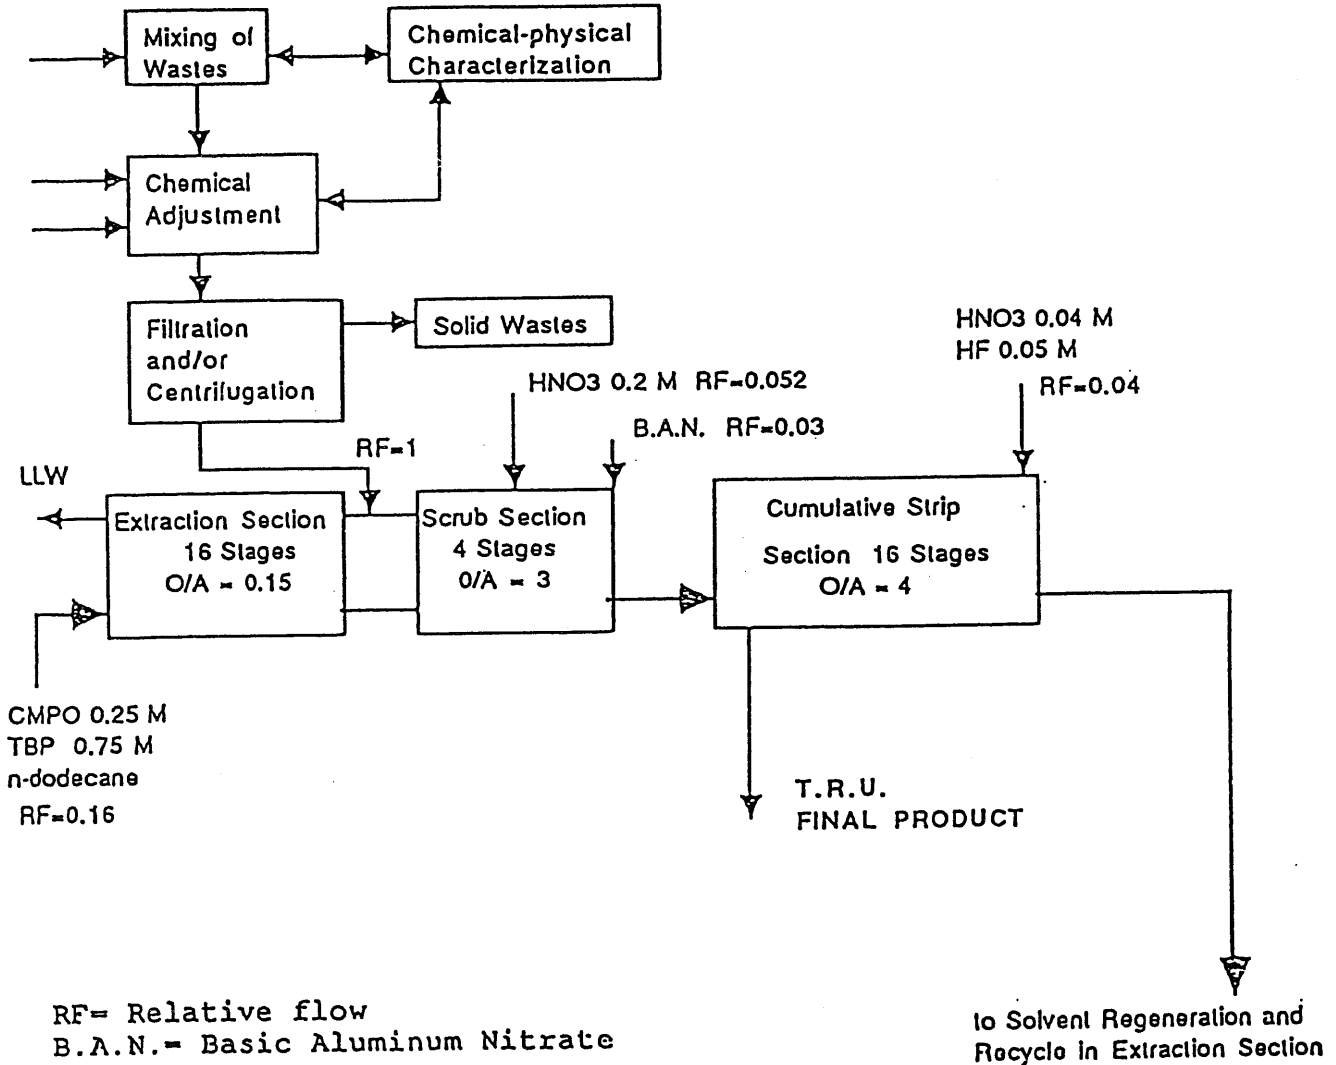 Mixing of
Wastes
Chemical-physical
Characterization
Chemical
Adjustment
Filtration
and/or
Centrifugation
Solid Wastes
HNO3 0.2 M RF=0.052
B.A.N. RF=0.03
HNO3 0.04 M
HF 0.05 M
RF=0.04
RF=1
LLW
Extraction Section
16 Stages
O/A = 0.15
Scrub Section
4 Stages
O/A = 3
Cumulative Strip
Section 16 Stages
O/A = 4
CMPO 0.25 M
TBP 0.75 M
n-dodecane
RF=0.16
T.R.U.
FINAL PRODUCT
RF= Relative flow
B.A.N.= Basic Aluminum Nitrate
to Solvent Regeneration and
Recycle in Extraction Section